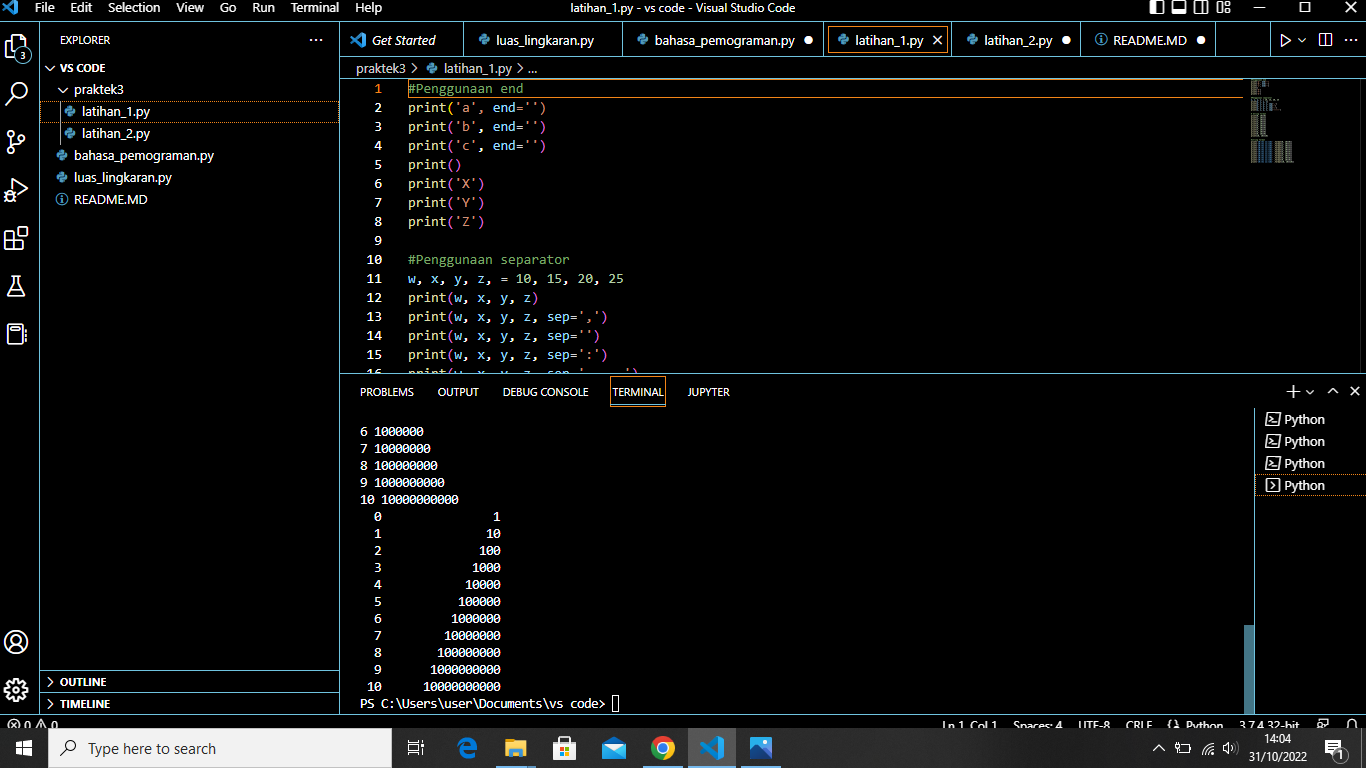 File Edit Selection View Go Run Terminal Help latihan_1.py - vs code - Visual Studio Code
EXPLORER
Get Started luas_lingkaran.py bahasa_pemograman.py latihan_1.py latihan_2.py README.MD
praktek3 > latihan_1.py > ...
VS CODE
praktek3
latihan_1.py
latihan_2.py
bahasa_pemograman.py
luas_lingkaran.py
README.MD
OUTLINE
TIMELINE
3
1 #Penggunaan end
2 print('a', end='')
3 print('b', end='')
4 print('c', end='')
5 print()
6 print('X')
7 print('Y')
8 print('Z')
9
10 #Penggunaan separator
11 w, x, y, z, = 10, 15, 20, 25
12 print(w, x, y, z)
13 print(w, x, y, z, sep=',')
14 print(w, x, y, z, sep='')
15 print(w, x, y, z, sep=':')
PROBLEMS OUTPUT DEBUG CONSOLE TERMINAL JUPYTER
6 1000000
7 10000000
8 100000000
9 1000000000
10 10000000000
0 1
1 10
2 100
3 1000
4 10000
5 100000
6 1000000
7 10000000
8 100000000
9 1000000000
10 10000000000
PS C:\Users\user\Documents\vs code>
Python
Python
Python
Python
0 0 Ln 1, Col 1 Spaces: 4 UTF-8 CRLF Python 3.7.4 32-bit
Type here to search
14:04
31/10/2022
1